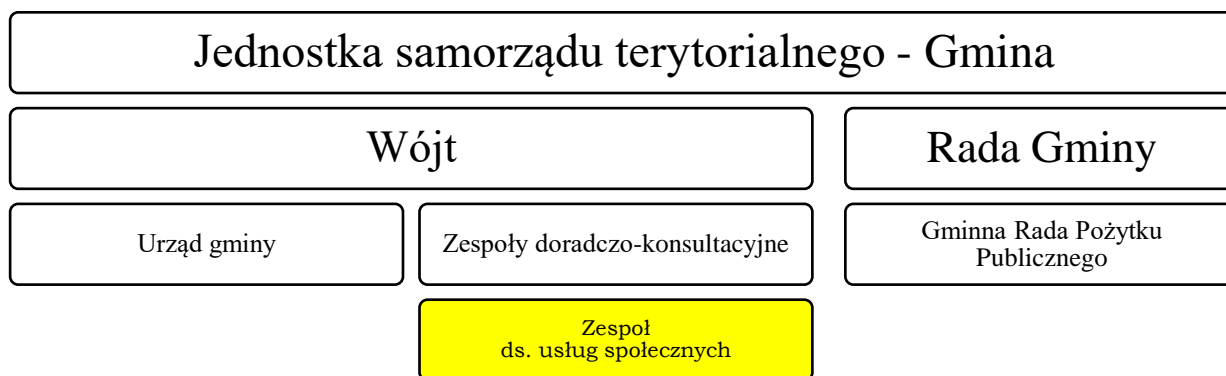 Jednostka samorządu terytorialnego - Gmina
Wójt
Rada Gminy
Urząd gminy
Zespoły doradczo-konsultacyjne
Gminna Rada Pożytku
Publicznego
Zespoł
ds. usług społecznych